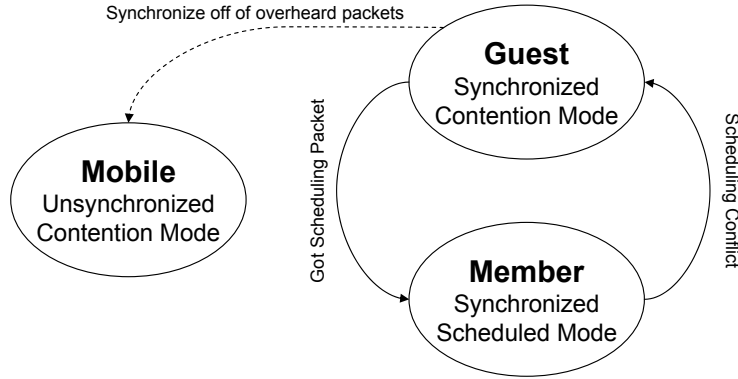 Synchronize off of overheard packets
Guest
Synchronized
Contention Mode
Mobile
Unsynchronized
Contention Mode
Got Scheduling Packet
Scheduling Conflict
Member
Synchronized
Scheduled Mode